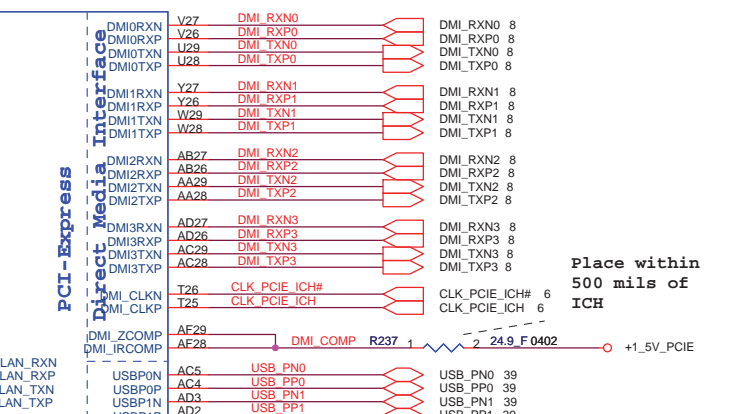 DMI0RXN V27 DMI_RXN0 DMI_RXN0 8
DMI0RXP V26 DMI_RXP0 DMI_RXP0 8
DMI0TXN U29 DMI_TXN0 DMI_TXN0 8
DMI0TXP U28 DMI_TXP0 DMI_TXP0 8
DMI1RXN Y27 DMI_RXN1 DMI_RXN1 8
DMI1RXP Y26 DMI_RXP1 DMI_RXP1 8
DMI1TXN W29 DMI_TXN1 DMI_TXN1 8
DMI1TXP W28 DMI_TXP1 DMI_TXP1 8
DMI2RXN AB27 DMI_RXN2 DMI_RXN2 8
DMI2RXP AB26 DMI_RXP2 DMI_RXP2 8
DMI2TXN AA29 DMI_TXN2 DMI_TXN2 8
DMI2TXP AA28 DMI_TXP2 DMI_TXP2 8
DMI3RXN AD27 DMI_RXN3 DMI_RXN3 8
DMI3RXP AD26 DMI_RXP3 DMI_RXP3 8
DMI3TXN AC29 DMI_TXN3 DMI_TXN3 8
DMI3TXP AC28 DMI_TXP3 DMI_TXP3 8
PCI-Express
Direct Media Interface
Place within
500 mils of
ICH
DMI_CLKN T26 CLK_PCIE_ICH# CLK_PCIE_ICH# 6
DMI_CLKP T25 CLK_PCIE_ICH CLK_PCIE_ICH 6
DMI_ZCOMP AF29
DMI_IRCOMP AF28 DMI_COMP R237 1 2 24.9_F 0402 +1_5V_PCIE
LAN_RXN
LAN_RXP
LAN_TXN
LAN_TXP
USBP0N AC5 USB_PN0 USB_PN0 39
USBP0P AC4 USB_PP0 USB_PP0 39
USBP1N AD3 USB_PN1 USB_PN1 39
USBP1P AD2 USB_PP1 USB_PP1 39